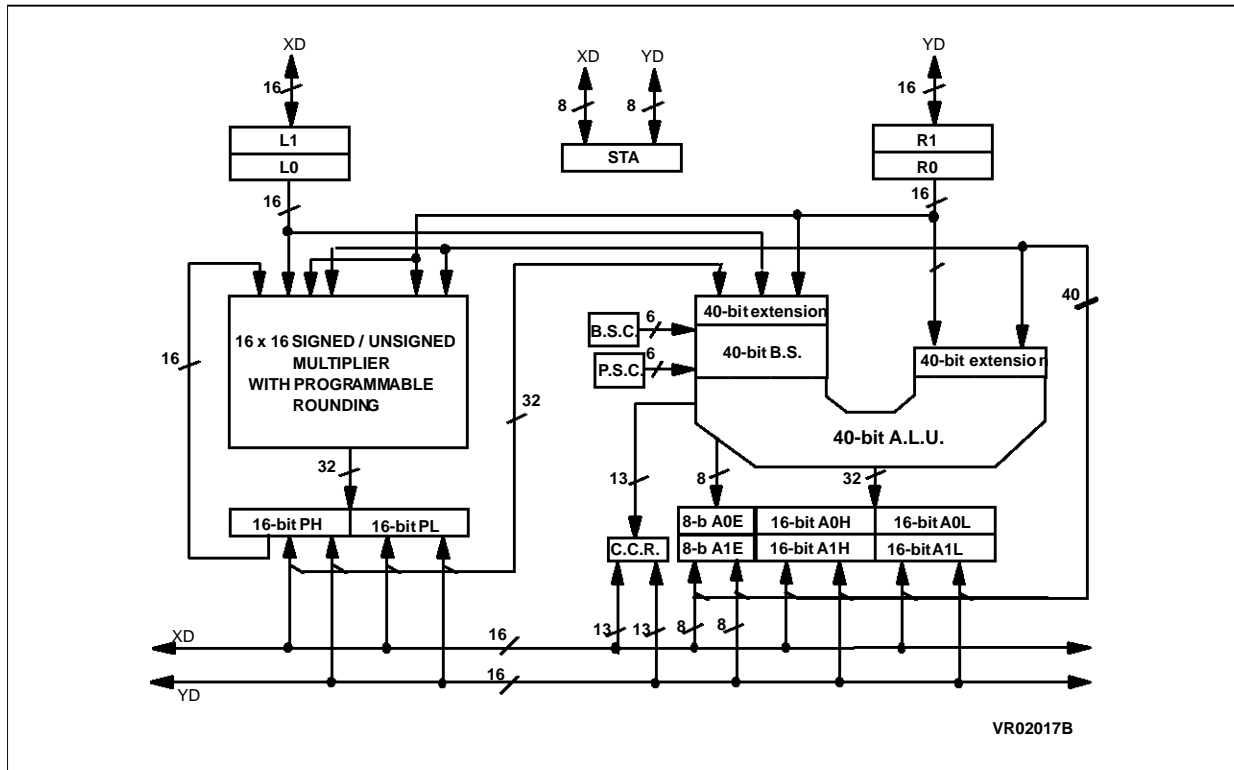 XD
XD
YD
YD
16
8
8
16
L1
L0
STA
R1
R0
16
16
40
16 x 16 SIGNED / UNSIGNED
MULTIPLIER
WITH PROGRAMMABLE
ROUNDING
16
32
B.S.C.
6
P.S.C.
6
40-bit extension
40-bit B.S.
40-bit extension
40-bit A.L.U.
32
13
8
32
16-bit PH
16-bit PL
C.C.R.
8-b A0E
16-bit A0H
16-bit A0L
8-b A1E
16-bit A1H
16-bit A1L
XD
16
13
13
8
8
YD
16
VR02017B